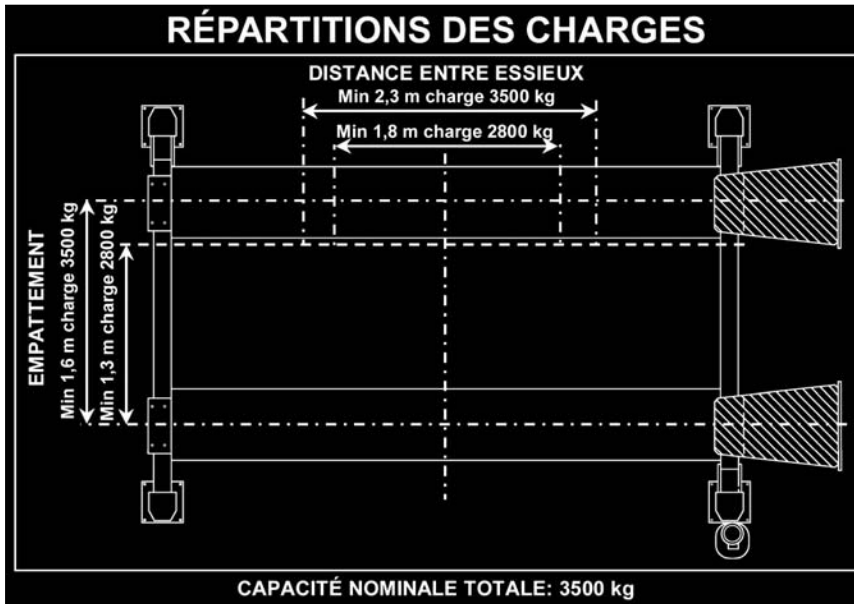 RÉPARTITIONS DES CHARGES
DISTANCE ENTRE ESSIEUX
Min 2,3 m charge 3500 kg
Min 1,8 m charge 2800 kg
EMPATTEMENT
Min 1,6 m charge 3500 kg
Min 1,3 m charge 2800 kg
CAPACITÉ NOMINALE TOTALE: 3500 kg